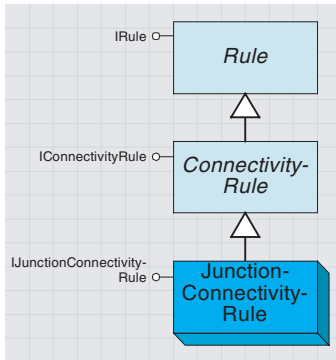 IRule
Rule
IConnectivityRule
Connectivity-
Rule
IJunctionConnectivity-
Rule
Junction-
Connectivity-
Rule